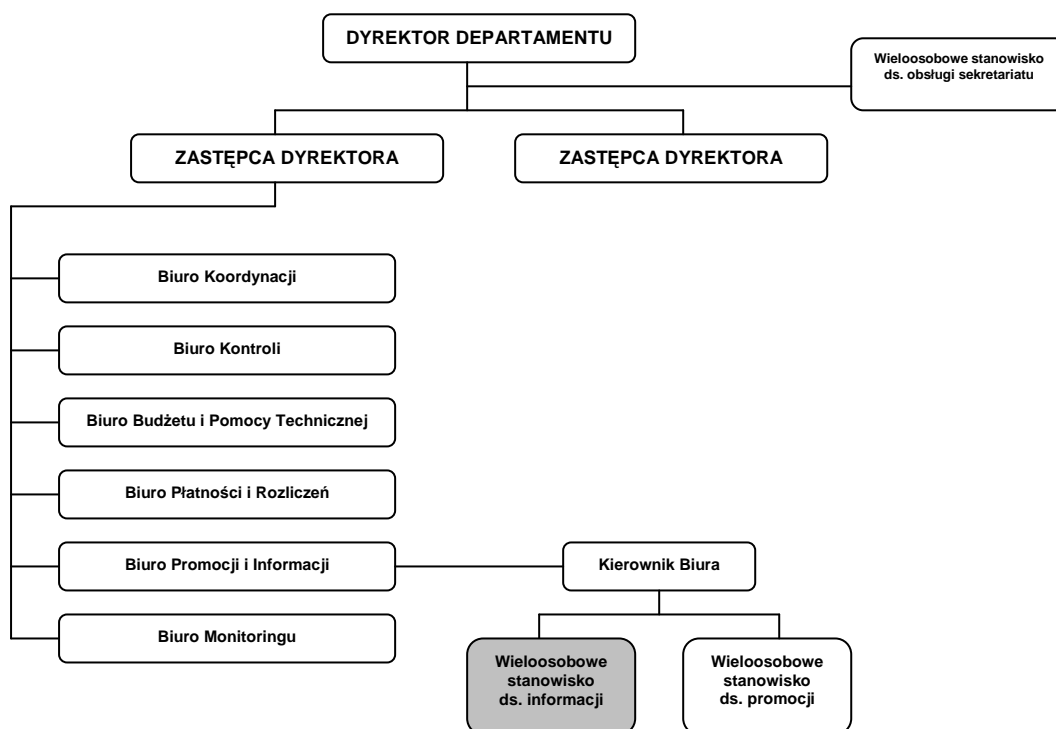 DYREKTOR DEPARTAMENTU
Wieloosobowe stanowisko
ds. obsługi sekretariatu
ZASTĘPCA DYREKTORA
ZASTĘPCA DYREKTORA
Biuro Koordynacji
Biuro Kontroli
Biuro Budżetu i Pomocy Technicznej
Biuro Płatności i Rozliczeń
Biuro Promocji i Informacji
Kierownik Biura
Biuro Monitoringu
Wieloosobowe
stanowisko
ds. informacji
Wieloosobowe
stanowisko
ds. promocji